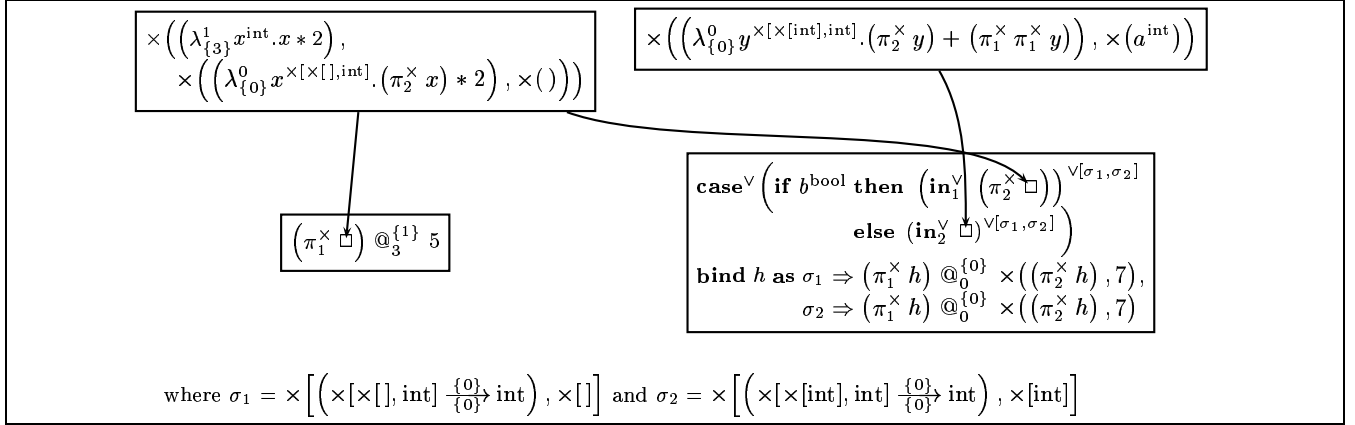 ×((λ^1_{3} x^int.x * 2),
×((λ^0_{0} x^×[×[ ],int].(π^×_2 x) * 2), ×( )))
×((λ^0_{0} y^×[×[int],int].(π^×_2 y) + (π^×_1 π^×_1 y)), ×(a^int))
(π^×_1 □) @^{1}_3 5
case^∨(if b^bool then (in^∨_1 (π^×_2 □))^∨[σ_1,σ_2]
else (in^∨_2 □)^∨[σ_1,σ_2])
bind h as σ_1 ⇒ (π^×_1 h) @^{0}_0 ×((π^×_2 h), 7),
σ_2 ⇒ (π^×_1 h) @^{0}_0 ×((π^×_2 h), 7)
where σ_1 = ×[(×[×[ ], int] →^{0}_{0} int), ×[ ]] and σ_2 = ×[(×[×[int], int] →^{0}_{0} int), ×[int]]